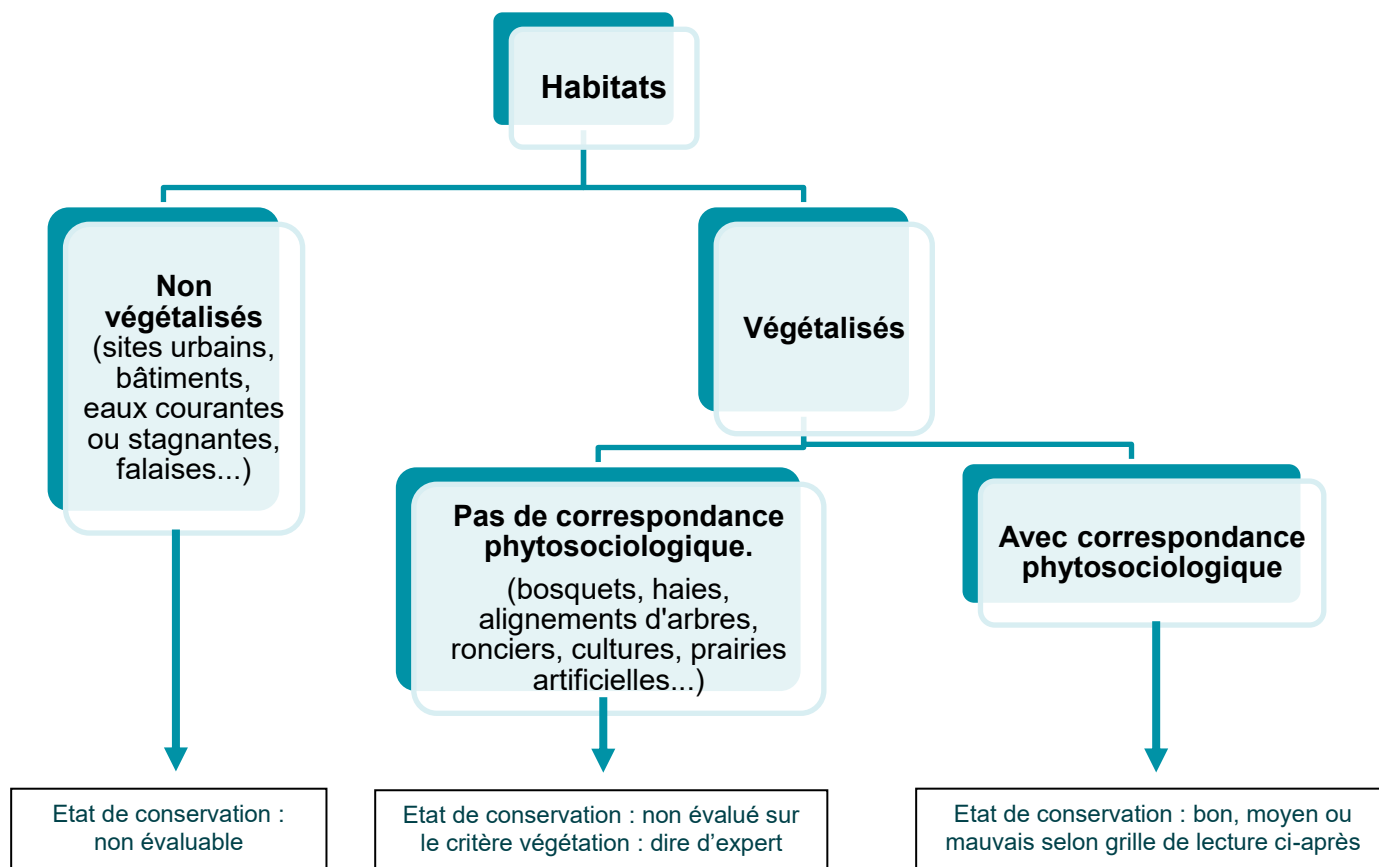 Habitats
Non
végétalisés
(sites urbains,
bâtiments,
eaux courantes
ou stagnantes,
falaises...)
Végétalisés
Pas de correspondance
phytosociologique.
(bosquets, haies,
alignements d'arbres,
ronciers, cultures, prairies
artificielles...)
Avec correspondance
phytosociologique
Etat de conservation :
non évaluable
Etat de conservation : non évalué sur
le critère végétation : dire d’expert
Etat de conservation : bon, moyen ou
mauvais selon grille de lecture ci-après